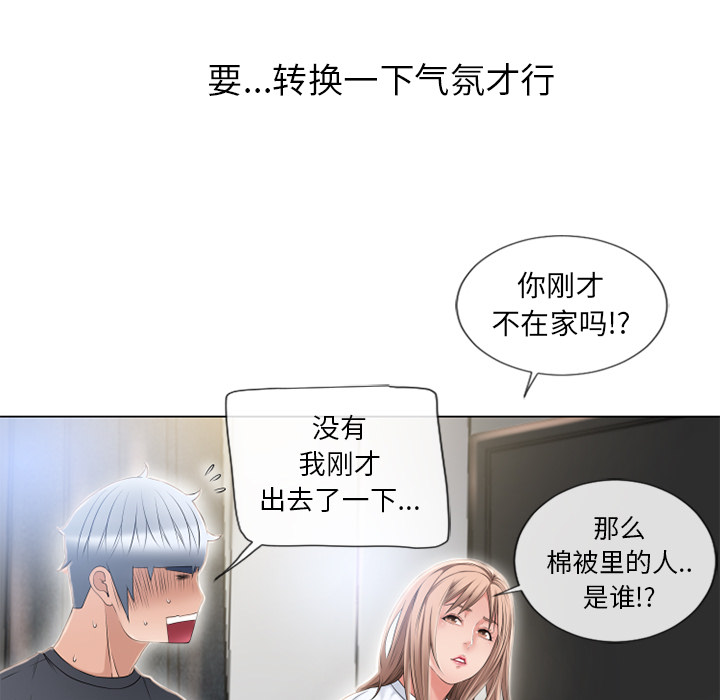 要...转换一下气氛才行
你刚才
不在家吗!?
没有
我刚才
出去了一下...
那么
棉被里的人..
是谁!?